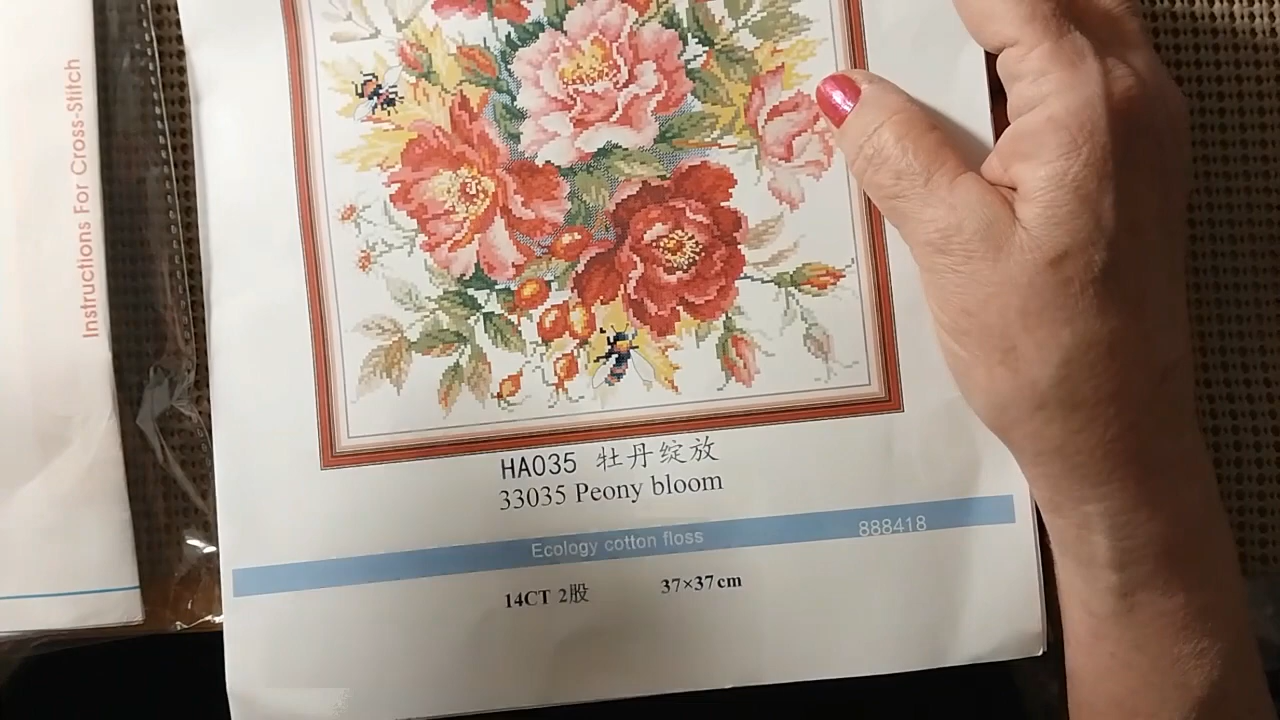 Instructions For Cross-Stitch
HA035 牡丹绽放
33035 Peony bloom
Ecology cotton floss 888418
14CT 2股 37×37cm